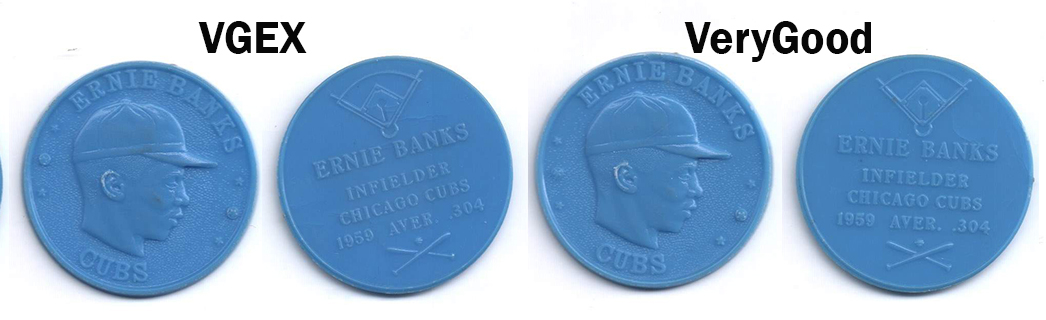 VGEX
ERNIE BANKS
CUBS
ERNIE BANKS
INFIELDER
CHICAGO CUBS
1959 AVER. .304
VeryGood
ERNIE BANKS
CUBS
ERNIE BANKS
INFIELDER
CHICAGO CUBS
1959 AVER. .304